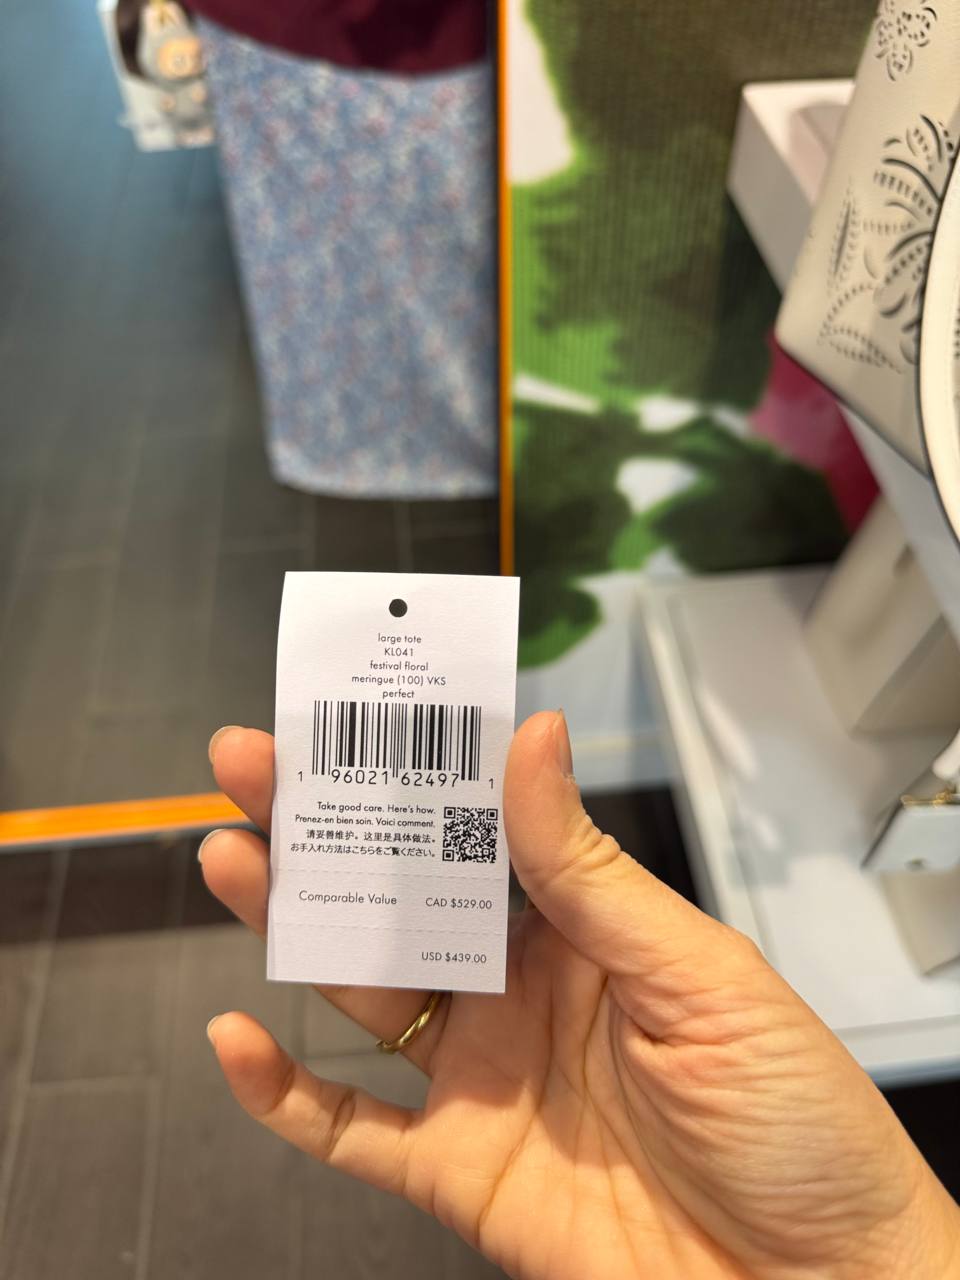 large tote
KL041
festival floral
meringue (100) VKS
perfect
1 96021 62497 1
Take good care. Here's how.
Prenez-en bien soin. Voici comment.
请妥善维护。这里是具体做法。
お手入れ方法はこちらをご覧ください。
Comparable Value CAD $529.00
USD $439.00